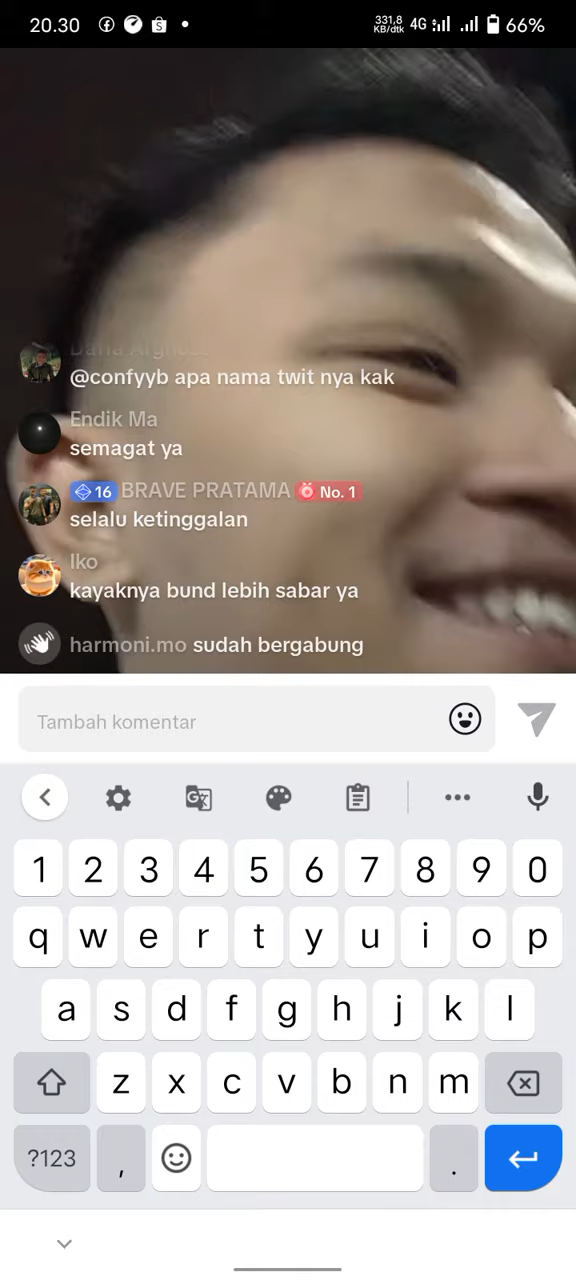 20.30
331,8
KB/dtk
4G
66%
@confyyb apa nama twit nya kak
Endik Ma
semagat ya
16 BRAVE PRATAMA No. 1
selalu ketinggalan
Iko
kayaknya bund lebih sabar ya
harmoni.mo sudah bergabung
Tambah komentar
1 2 3 4 5 6 7 8 9 0
q w e r t y u i o p
a s d f g h j k l
z x c v b n m
?123 , .